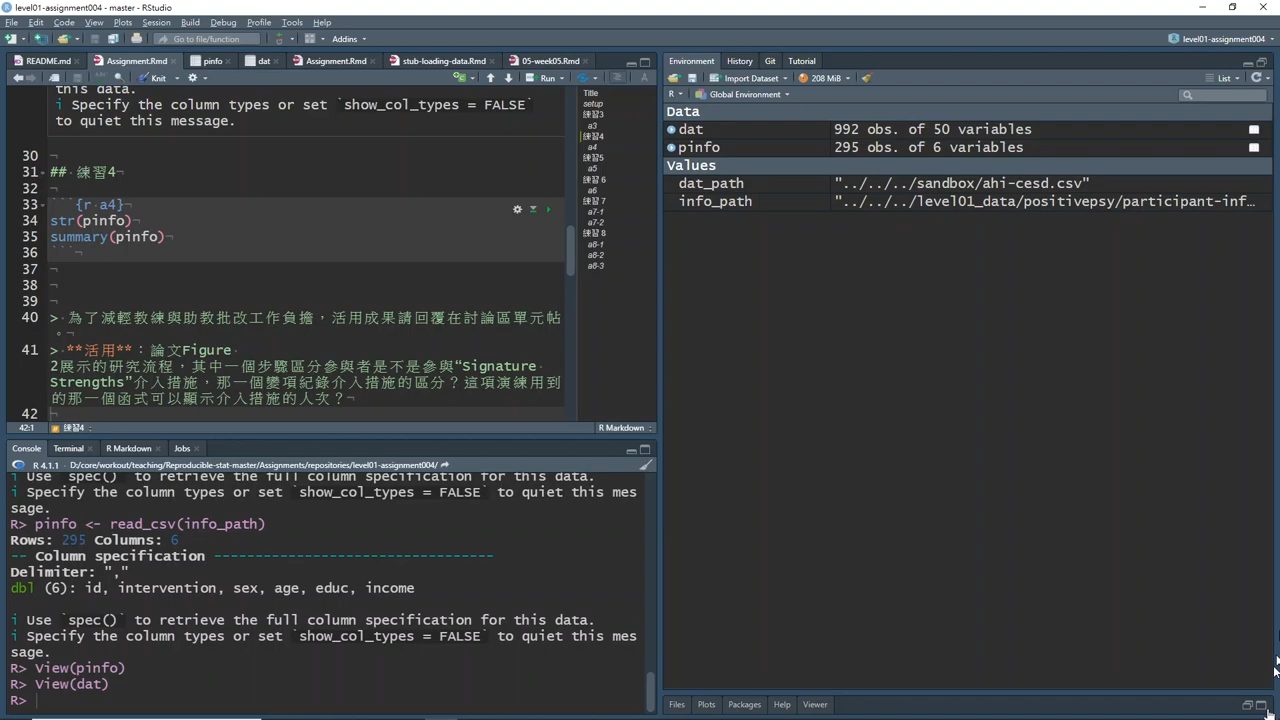 level01-assignment004 - master - RStudio
File Edit Code View Plots Session Build Debug Profile Tools Help
Go to file/function Addins level01-assignment004
README.md Assignment.Rmd pinfo dat Assignment.Rmd stub-loading-data.Rmd 05-week05.Rmd
Knit Run
this data.
i Specify the column types or set `show_col_types = FALSE`
to quiet this message.
30
31 ## 練習4
32
33 ```{r a4}
34 str(pinfo)
35 summary(pinfo)
36 ```
37
38
39
40 > 為了減輕教練與助教批改工作負擔，活用成果請回覆在討論區單元帖
。
41 > **活用**：論文Figure
2展示的研究流程，其中一個步驟區分參與者是不是參與“Signature
Strengths”介入措施，那一個變項紀錄介入措施的區分？這項演練用到
的那一個函式可以顯示介入措施的人次？
42
42:1 練習4 R Markdown
Title
setup
練習3
a3
練習4
a4
練習5
a5
練習 6
a6
練習 7
a7-1
a7-2
練習 8
a8-1
a8-2
a8-3
Console Terminal R Markdown Jobs
R 4.1.1 · D:/core/workout/teaching/Reproducible-stat-master/Assignments/repositories/level01-assignment004/
i Use `spec()` to retrieve the full column specification for this data.
i Specify the column types or set `show_col_types = FALSE` to quiet this mes
sage.
R> pinfo <- read_csv(info_path)
Rows: 295 Columns: 6
-- Column specification ---------------------------------
Delimiter: ","
dbl (6): id, intervention, sex, age, educ, income
i Use `spec()` to retrieve the full column specification for this data.
i Specify the column types or set `show_col_types = FALSE` to quiet this mes
sage.
R> View(pinfo)
R> View(dat)
R>
Environment History Git Tutorial
Import Dataset 208 MiB List
R Global Environment
Data
dat 992 obs. of 50 variables
pinfo 295 obs. of 6 variables
Values
dat_path "../../../sandbox/ahi-cesd.csv"
info_path "../../../level01_data/positivepsy/participant-inf…
Files Plots Packages Help Viewer